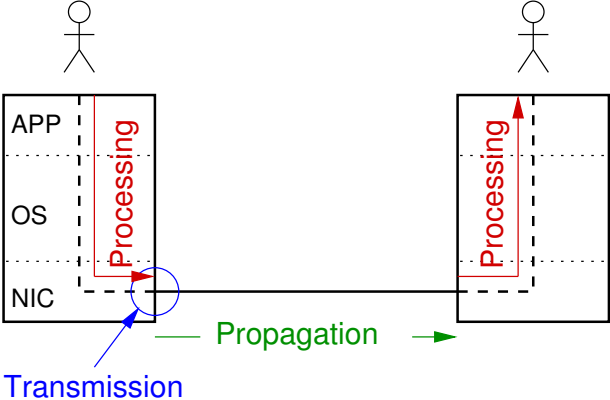 APP
OS
NIC
Processing
Processing
Propagation
Transmission